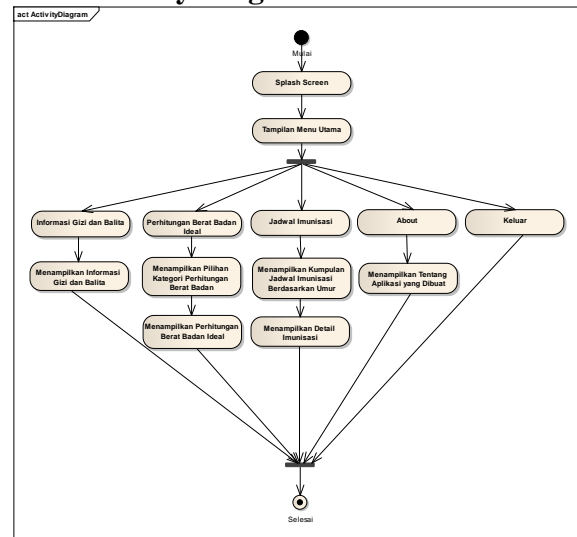 act ActivityDiagram
Mulai
Splash Screen
Tampilan Menu Utama
Informasi Gizi dan Balita
Perhitungan Berat Badan
Ideal
Jadwal Imunisasi
About
Keluar
Menampilkan Informasi
Gizi dan Balita
Menampilkan Pilihan
Kategori Perhitungan
Berat Badan
Menampilkan Kumpulan
Jadwal Imunisasi
Berdasarkan Umur
Menampilkan Tentang
Aplikasi yang Dibuat
Menampilkan Perhitungan
Berat Badan Ideal
Menampilkan Detail
Imunisasi
Selesai